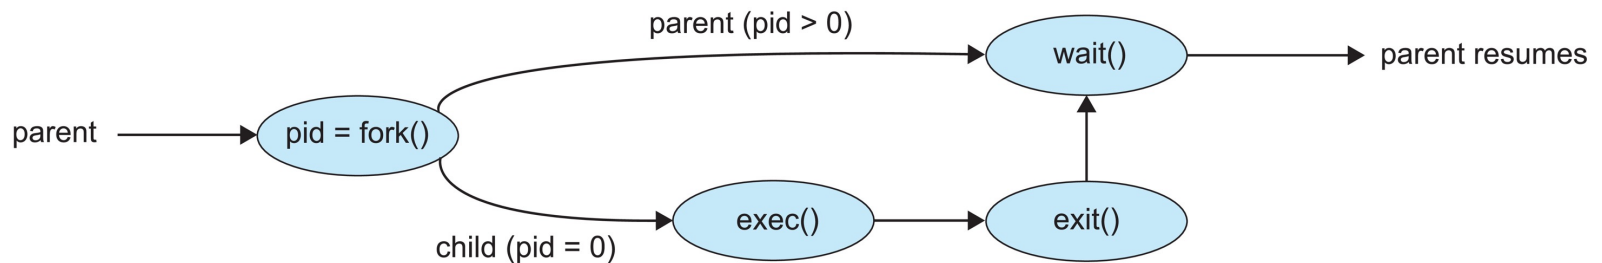 parent (pid > 0)
wait()
parent resumes
parent
pid = fork()
exec()
exit()
child (pid = 0)